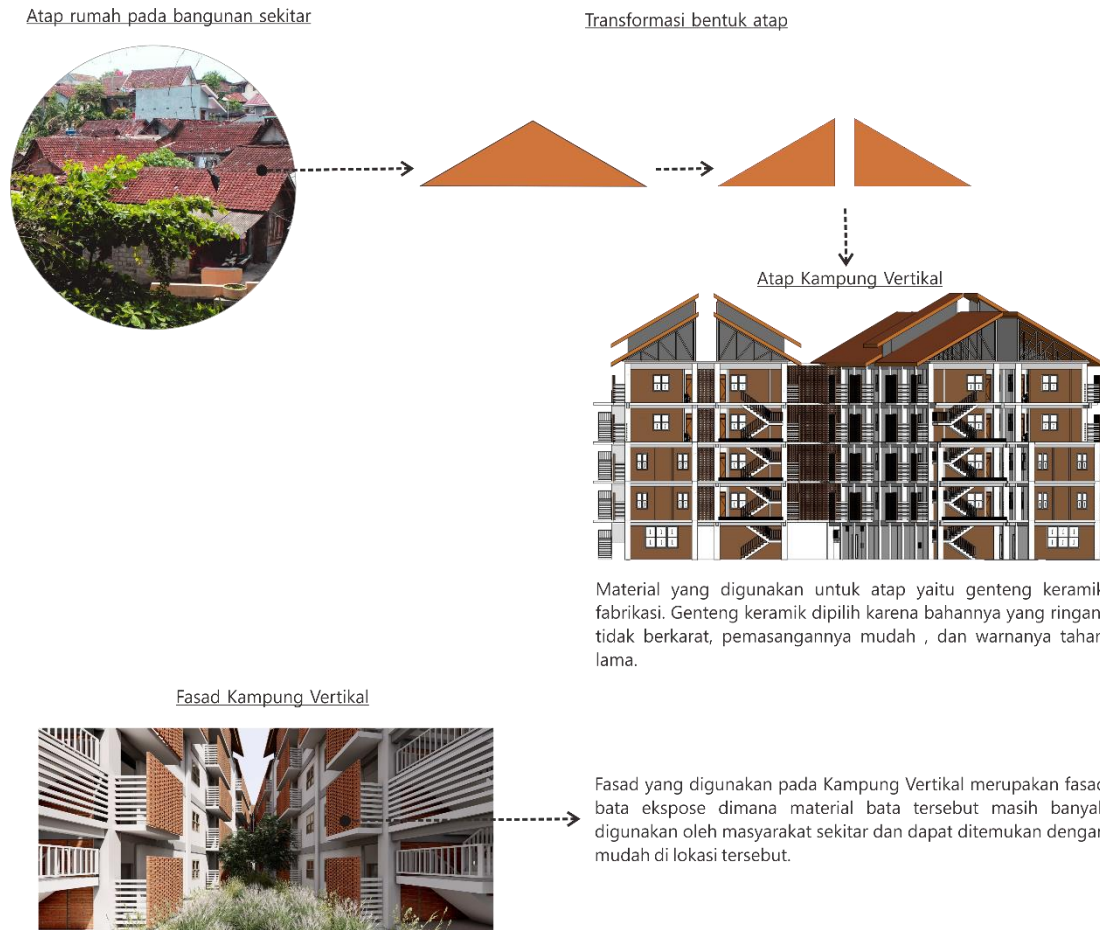 Atap rumah pada bangunan sekitar
Transformasi bentuk atap
Atap Kampung Vertikal
Material yang digunakan untuk atap yaitu genteng keramik
fabrikasi. Genteng keramik dipilih karena bahannya yang ringan
tidak berkarat, pemasangannya mudah , dan warnanya tahan
lama.
Fasad Kampung Vertikal
Fasad yang digunakan pada Kampung Vertikal merupakan fasad
bata ekspose dimana material bata tersebut masih banyak
digunakan oleh masyarakat sekitar dan dapat ditemukan dengan
mudah di lokasi tersebut.